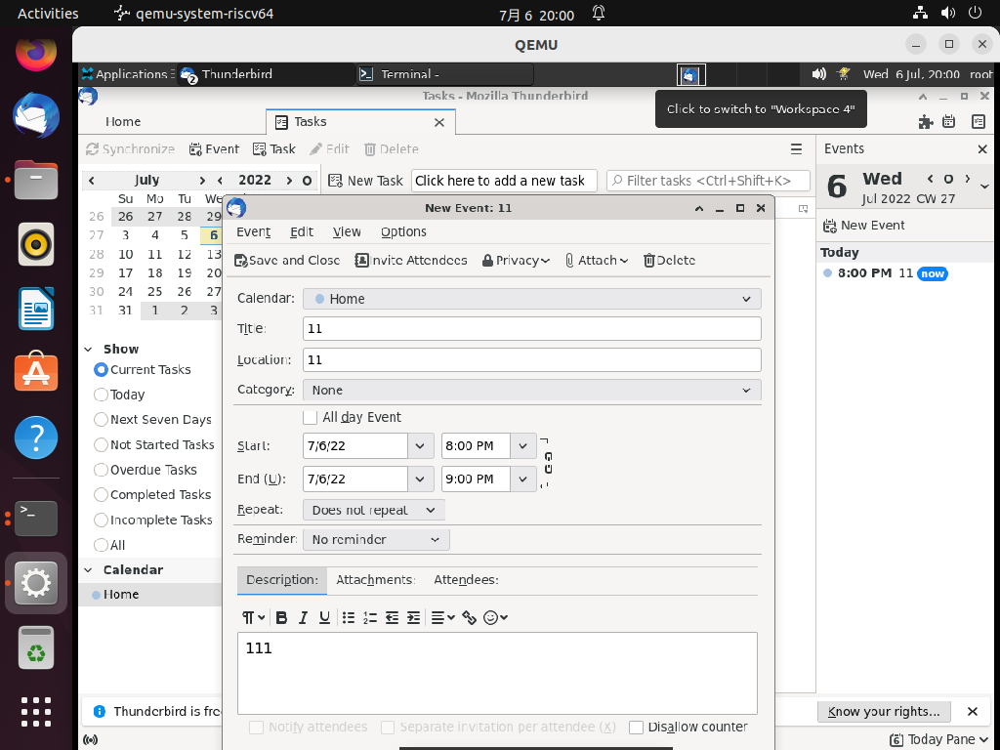 Activities
qemu-system-riscv64
7月 6 20:00
QEMU
Applications
2
Thunderbird
Terminal -
Wed 6 Jul, 20:00
root
Tasks - Mozilla Thunderbird
Click to switch to "Workspace 4"
Home
Tasks
Synchronize
Event
Task
Edit
Delete
Events
July
2022
New Task
Click here to add a new task
Filter tasks <Ctrl+Shift+K>
6
Wed
Jul 2022 CW 27
New Event
Today
8:00 PM 11 now
Su Mo Tu We
26 26 27 28 29
27 3 4 5 6
28 10 11 12 13
29 17 18 19 20
30 24 25 26 27
31 31 1 2 3
Show
Current Tasks
Today
Next Seven Days
Not Started Tasks
Overdue Tasks
Completed Tasks
Incomplete Tasks
All
Calendar
Home
New Event: 11
Event Edit View Options
Save and Close
Invite Attendees
Privacy
Attach
Delete
Calendar: Home
Title: 11
Location: 11
Category: None
All day Event
Start: 7/6/22 8:00 PM
End (U): 7/6/22 9:00 PM
Repeat: Does not repeat
Reminder: No reminder
Description: Attachments: Attendees:
111
Notify attendees
Separate invitation per attendee (X)
Disallow counter
Thunderbird is fre
Know your rights...
6
Today Pane